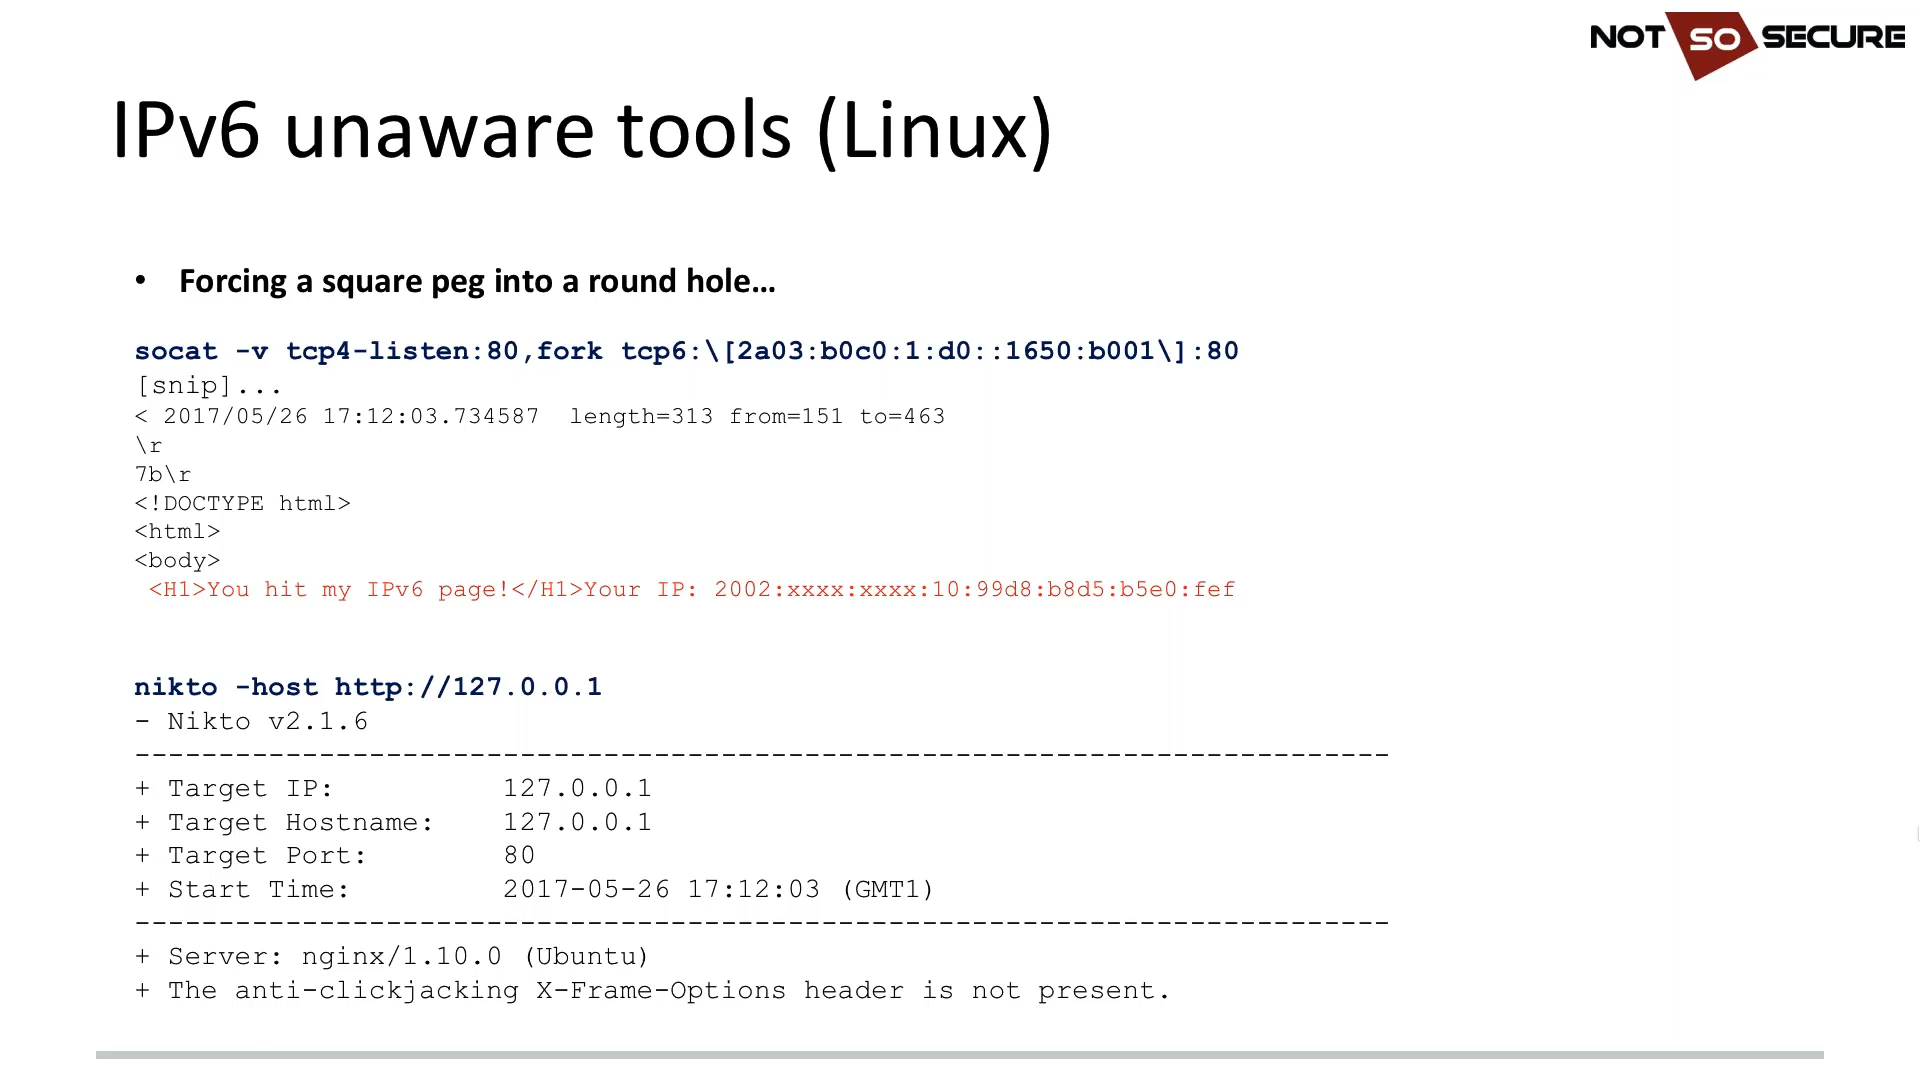 NOT SO SECURE
IPv6 unaware tools (Linux)
• Forcing a square peg into a round hole…
socat -v tcp4-listen:80,fork tcp6:\[2a03:b0c0:1:d0::1650:b001\]:80
[snip]...
< 2017/05/26 17:12:03.734587  length=313 from=151 to=463
\r
7b\r
<!DOCTYPE html>
<html>
<body>
 <H1>You hit my IPv6 page!</H1>Your IP: 2002:xxxx:xxxx:10:99d8:b8d5:b5e0:fef
nikto -host http://127.0.0.1
- Nikto v2.1.6
---------------------------------------------------------------------------
+ Target IP:          127.0.0.1
+ Target Hostname:    127.0.0.1
+ Target Port:        80
+ Start Time:         2017-05-26 17:12:03 (GMT1)
---------------------------------------------------------------------------
+ Server: nginx/1.10.0 (Ubuntu)
+ The anti-clickjacking X-Frame-Options header is not present.